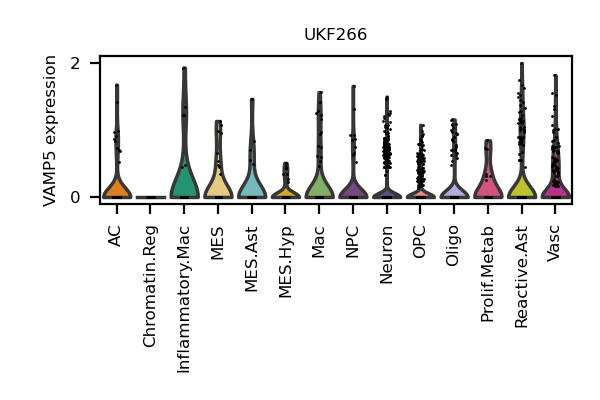 UKF266
VAMP5 expression
2
0
AC
Chromatin.Reg
Inflammatory.Mac
MES
MES.Ast
MES.Hyp
Mac
NPC
Neuron
OPC
Oligo
Prolif.Metab
Reactive.Ast
Vasc